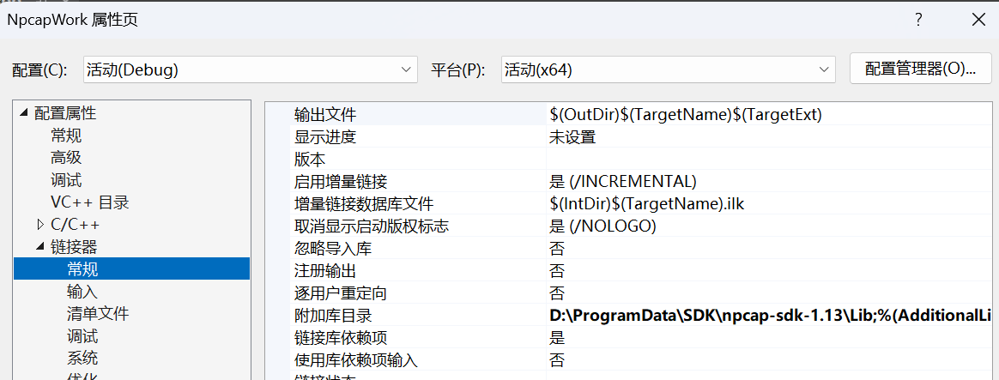 NpcapWork 属性页
?
配置(C):
活动(Debug)
平台(P):
活动(x64)
配置管理器(O)...
配置属性
常规
高级
调试
VC++ 目录
C/C++
链接器
常规
输入
清单文件
调试
系统
优化
输出文件 $(OutDir)$(TargetName)$(TargetExt)
显示进度 未设置
版本
启用增量链接 是 (/INCREMENTAL)
增量链接数据库文件 $(IntDir)$(TargetName).ilk
取消显示启动版权标志 是 (/NOLOGO)
忽略导入库 否
注册输出 否
逐用户重定向 否
附加库目录 D:\ProgramData\SDK\npcap-sdk-1.13\Lib;%(AdditionalLi
链接库依赖项 是
使用库依赖项输入 否
链接状态